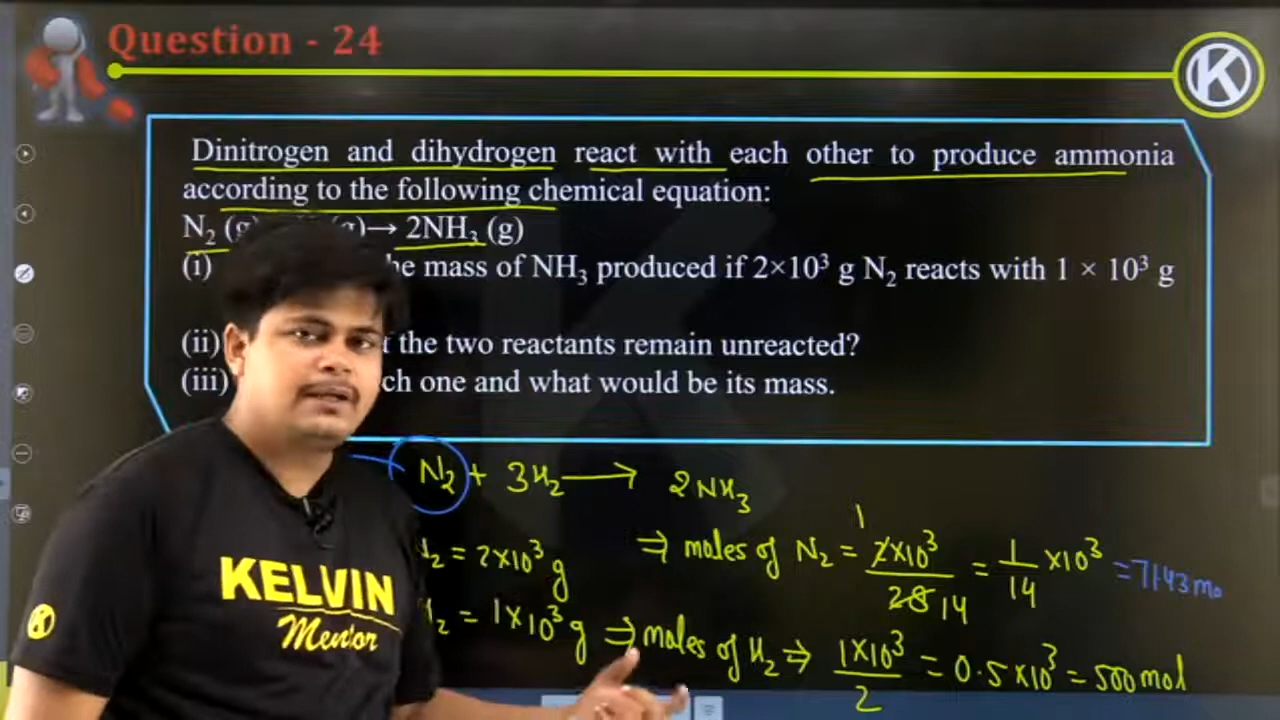 Question - 24
K
Dinitrogen and dihydrogen react with each other to produce ammonia
according to the following chemical equation:
N₂ (g → 2NH₃ (g)
(i) he mass of NH₃ produced if 2×10³ g N₂ reacts with 1 × 10³ g
(ii) f the two reactants remain unreacted?
(iii) ch one and what would be its mass.
N₂ + 3H₂ → 2NH₃
₂ = 2×10³ g ⇒ moles of N₂ = 2×10³/28 14 = 1/14 ×10³ = 71.43 mo
₂ = 1×10³ g ⇒ moles of H₂ ⇒ 1×10³/2 = 0.5×10³ = 500 mol
KELVIN
Mentor
K